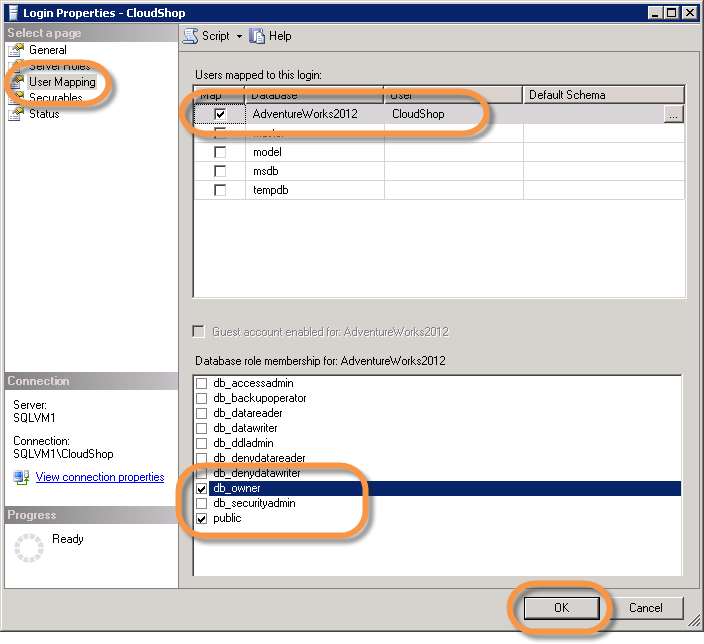 Login Properties - CloudShop
Select a page
General
Server Roles
User Mapping
Securables
Status
Script
Help
Users mapped to this login:
Map Database User Default Schema
AdventureWorks2012 CloudShop ...
master
model
msdb
tempdb
Guest account enabled for: AdventureWorks2012
Database role membership for: AdventureWorks2012
db_accessadmin
db_backupoperator
db_datareader
db_datawriter
db_ddladmin
db_denydatareader
db_denydatawriter
db_owner
db_securityadmin
public
Connection
Server:
SQLVM1
Connection:
SQLVM1\CloudShop
View connection properties
Progress
Ready
OK Cancel